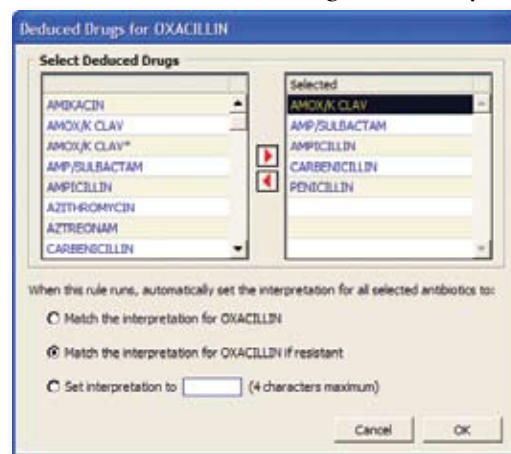 Deduced Drugs for OXACILLIN
Select Deduced Drugs
AMIKACIN
AMOX/K CLAV
AMOX/K CLAV*
AMP/SULBACTAM
AMPICILLIN
AZITHROMYCIN
AZTREONAM
CARBENICILLIN
Selected
AMOX/K CLAV
AMP/SULBACTAM
AMPICILLIN
CARBENICILLIN
PENICILLIN
When this rule runs, automatically set the interpretation for all selected antibiotics to:
Match the interpretation for OXACILLIN
Match the interpretation for OXACILLIN if resistant
Set interpretation to (4 characters maximum)
Cancel OK